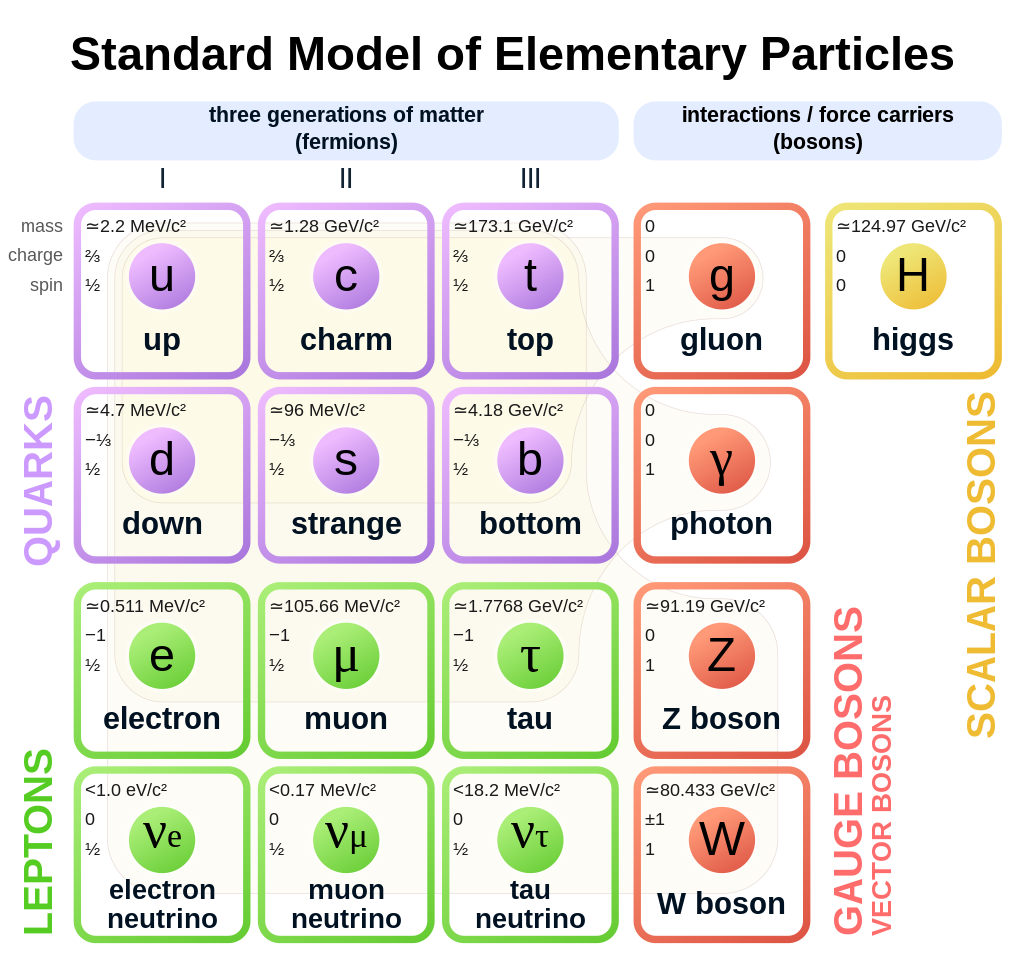 Standard Model of Elementary Particles
three generations of matter
(fermions)
interactions / force carriers
(bosons)
I
II
III
mass
charge
spin
≃2.2 MeV/c²
⅔
½
u
up
≃1.28 GeV/c²
⅔
½
c
charm
≃173.1 GeV/c²
⅔
½
t
top
0
0
1
g
gluon
≃124.97 GeV/c²
0
0
H
higgs
QUARKS
≃4.7 MeV/c²
−⅓
½
d
down
≃96 MeV/c²
−⅓
½
s
strange
≃4.18 GeV/c²
−⅓
½
b
bottom
0
0
1
γ
photon
SCALAR BOSONS
LEPTONS
≃0.511 MeV/c²
−1
½
e
electron
≃105.66 MeV/c²
−1
½
μ
muon
≃1.7768 GeV/c²
−1
½
τ
tau
≃91.19 GeV/c²
0
1
Z
Z boson
GAUGE BOSONS
VECTOR BOSONS
<1.0 eV/c²
0
½
νe
electron
neutrino
<0.17 MeV/c²
0
½
νμ
muon
neutrino
<18.2 MeV/c²
0
½
ντ
tau
neutrino
≃80.433 GeV/c²
±1
1
W
W boson